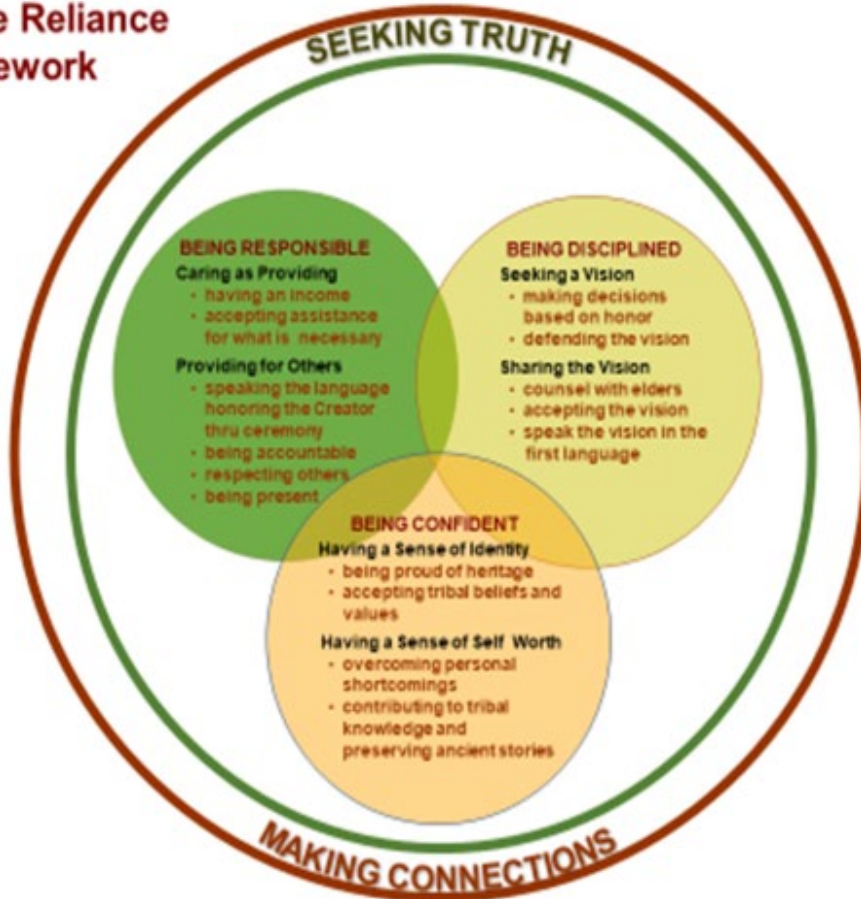 e Reliance
ework
SEEKING TRUTH
BEING RESPONSIBLE
Caring as Providing
• having an income
• accepting assistance
for what is necessary
Providing for Others
• speaking the language
honoring the Creator
thru ceremony
• being accountable
• respecting others
• being present
BEING DISCIPLINED
Seeking a Vision
• making decisions
based on honor
• defending the vision
Sharing the Vision
• counsel with elders
• accepting the vision
• speak the vision in the
first language
BEING CONFIDENT
Having a Sense of Identity
• being proud of heritage
• accepting tribal beliefs and
values
Having a Sense of Self Worth
• overcoming personal
shortcomings
• contributing to tribal
knowledge and
preserving ancient stories
MAKING CONNECTIONS